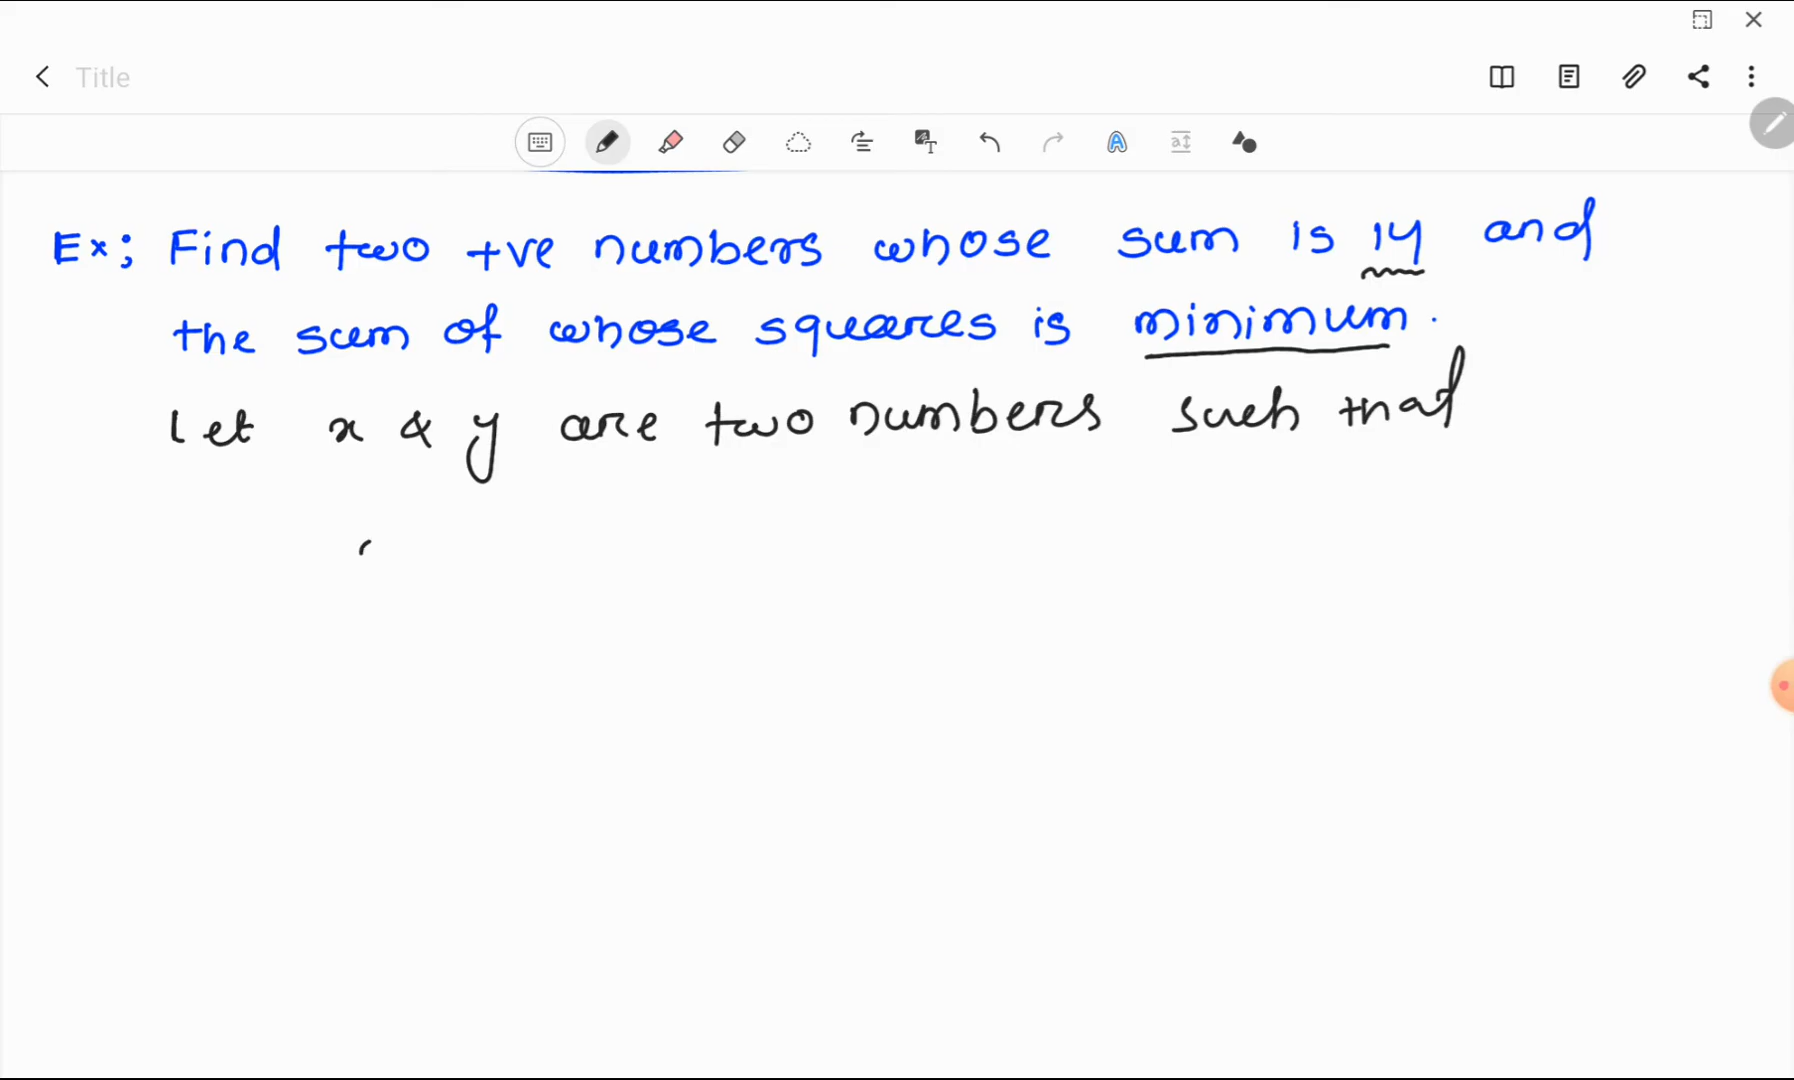 Title
Ex; Find two +ve numbers whose sum is 14 and
the sum of whose squares is minimum.
Let x & y are two numbers such that